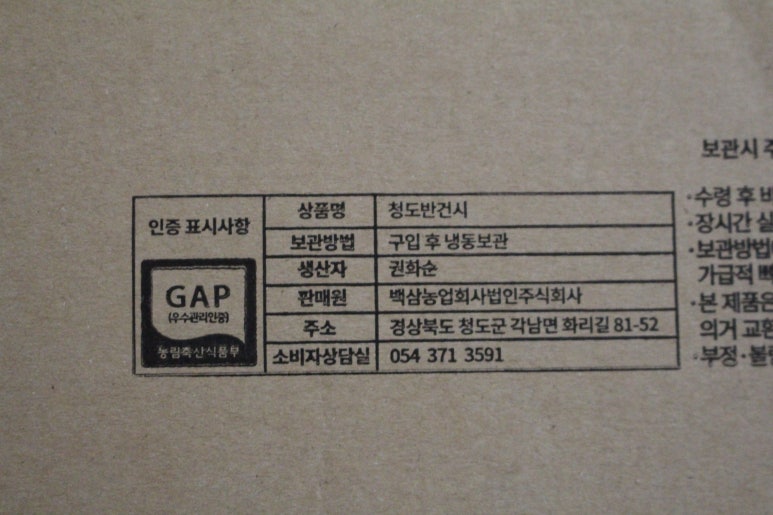 보관시 주
인증 표시사항
GAP
(우수관리인증)
농림축산식품부
상품명 청도반건시
보관방법 구입 후 냉동보관
생산자 권화순
판매원 백삼농업회사법인주식회사
주소 경상북도 청도군 각남면 화리길 81-52
소비자상담실 054 371 3591
·수령 후
·장시간
·보관방법
가급적
·본 제품은
의거 교환
·부정·불량